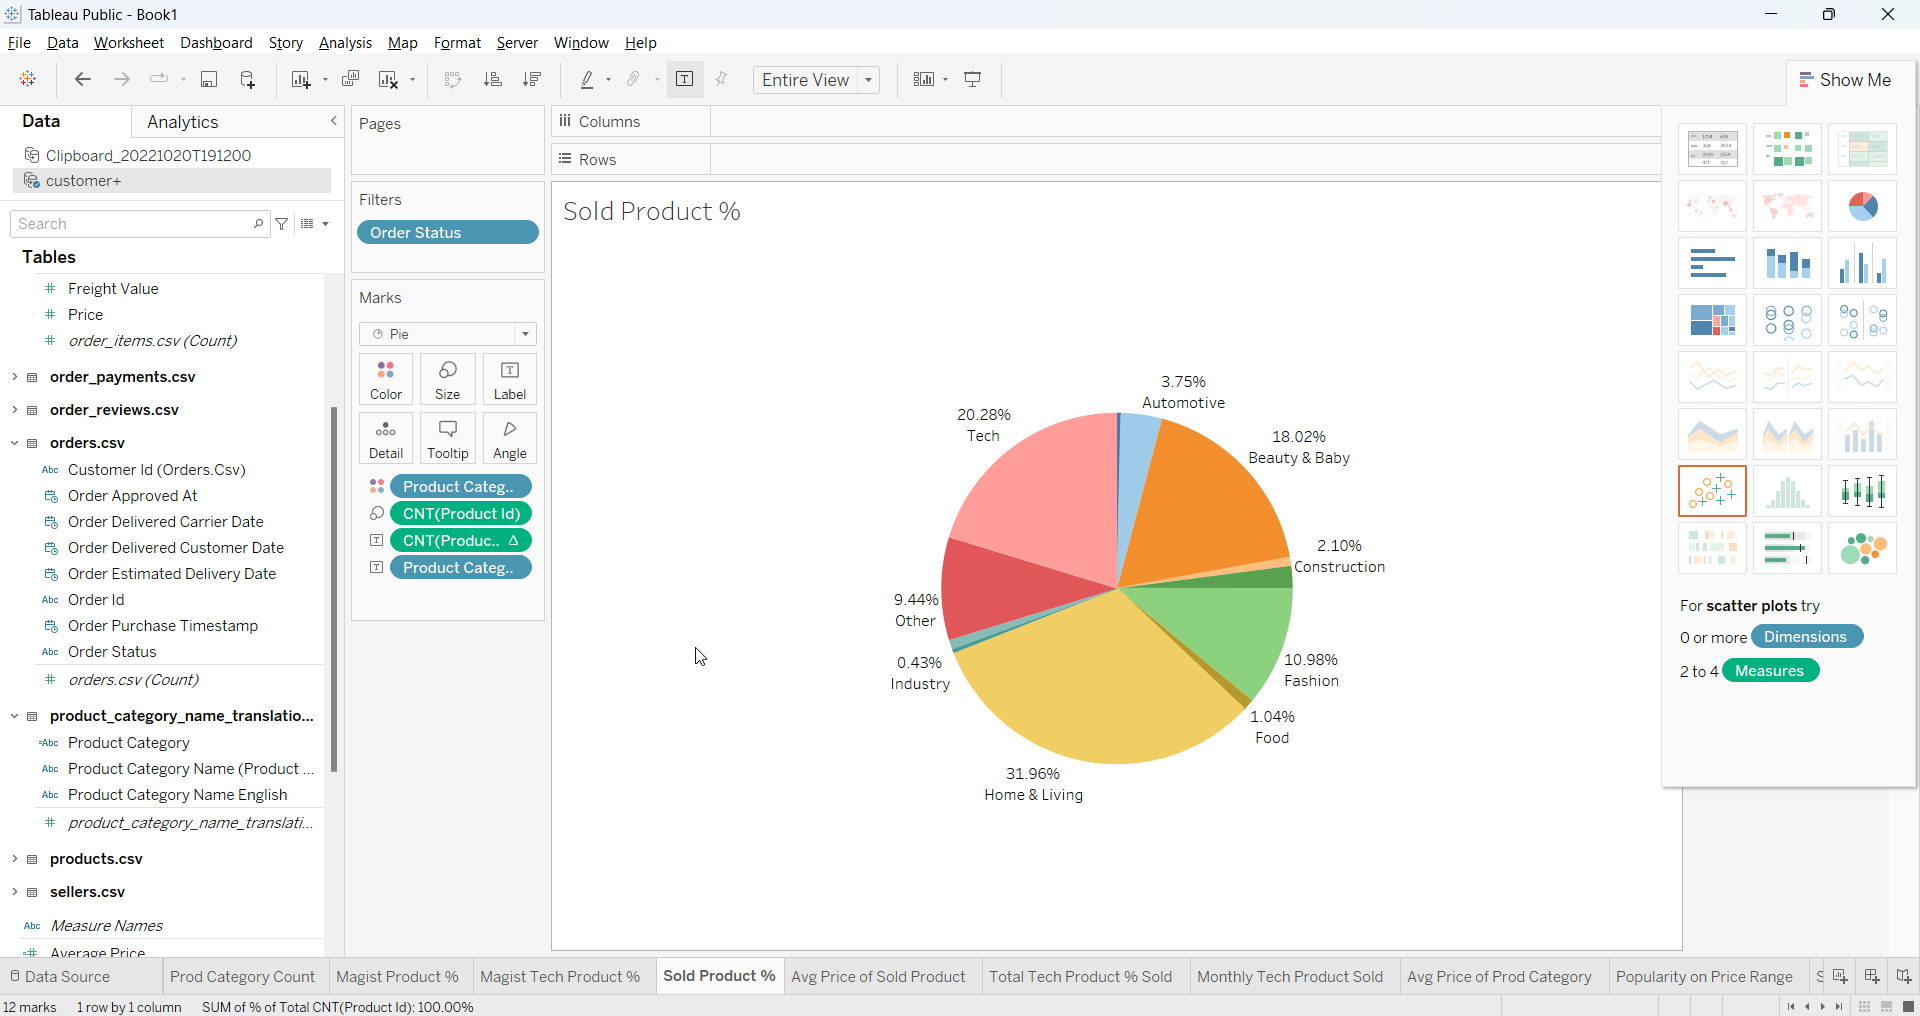 Tableau Public - Book1
File Data Worksheet Dashboard Story Analysis Map Format Server Window Help
Entire View
Show Me
Data
Analytics
Clipboard_20221020T191200
customer+
Search
Tables
Freight Value
Price
order_items.csv (Count)
order_payments.csv
order_reviews.csv
orders.csv
Abc Customer Id (Orders.Csv)
Order Approved At
Order Delivered Carrier Date
Order Delivered Customer Date
Order Estimated Delivery Date
Abc Order Id
Order Purchase Timestamp
Abc Order Status
orders.csv (Count)
product_category_name_translatio...
=Abc Product Category
Abc Product Category Name (Product ...
Abc Product Category Name English
product_category_name_translati...
products.csv
sellers.csv
Abc Measure Names
=# Average Price
Pages
Filters
Order Status
Marks
Pie
Color Size Label
Detail Tooltip Angle
Product Categ..
CNT(Product Id)
CNT(Produc.. Δ
Product Categ..
Columns
Rows
Sold Product %
3.75%
Automotive
20.28%
Tech
18.02%
Beauty & Baby
2.10%
Construction
9.44%
Other
10.98%
Fashion
0.43%
Industry
1.04%
Food
31.96%
Home & Living
For scatter plots try
0 or more Dimensions
2 to 4 Measures
Data Source Prod Category Count Magist Product % Magist Tech Product % Sold Product % Avg Price of Sold Product Total Tech Product % Sold Monthly Tech Product Sold Avg Price of Prod Category Popularity on Price Range
12 marks 1 row by 1 column SUM of % of Total CNT(Product Id): 100.00%